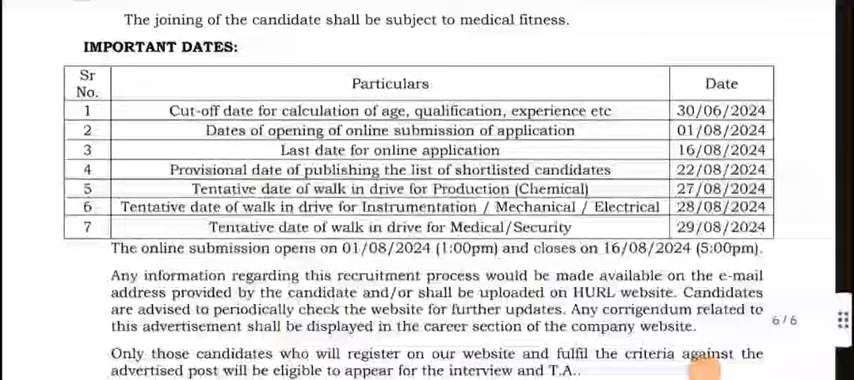 The joining of the candidate shall be subject to medical fitness.
IMPORTANT DATES:
Sr No. Particulars Date
1 Cut-off date for calculation of age, qualification, experience etc 30/06/2024
2 Dates of opening of online submission of application 01/08/2024
3 Last date for online application 16/08/2024
4 Provisional date of publishing the list of shortlisted candidates 22/08/2024
5 Tentative date of walk in drive for Production (Chemical) 27/08/2024
6 Tentative date of walk in drive for Instrumentation / Mechanical / Electrical 28/08/2024
7 Tentative date of walk in drive for Medical/Security 29/08/2024
The online submission opens on 01/08/2024 (1:00pm) and closes on 16/08/2024 (5:00pm).
Any information regarding this recruitment process would be made available on the e-mail
address provided by the candidate and/or shall be uploaded on HURL website. Candidates
are advised to periodically check the website for further updates. Any corrigendum related to
this advertisement shall be displayed in the career section of the company website.
6/6
Only those candidates who will register on our website and fulfil the criteria against the
advertised post will be eligible to appear for the interview and T.A..